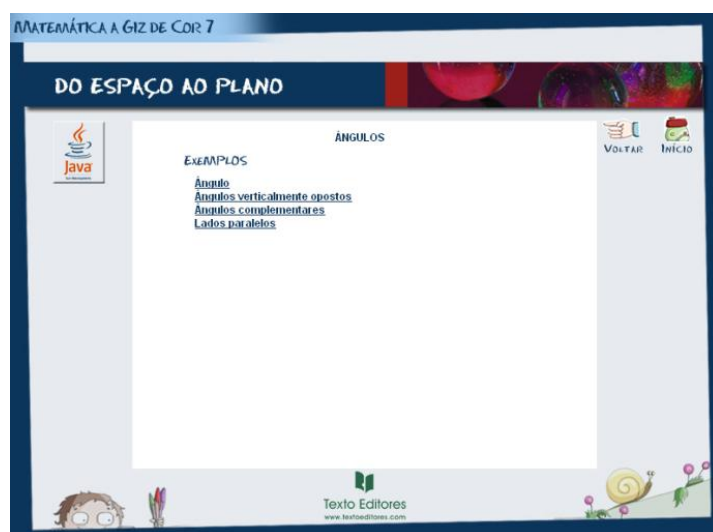 MATEMÁTICA A GIZ DE COR 7
DO ESPAÇO AO PLANO
Java
ÂNGULOS
VOLTAR
INÍCIO
EXEMPLOS
Ângulo
Ângulos verticalmente opostos
Ângulos complementares
Lados paralelos
Texto Editores
www.textoeditores.com